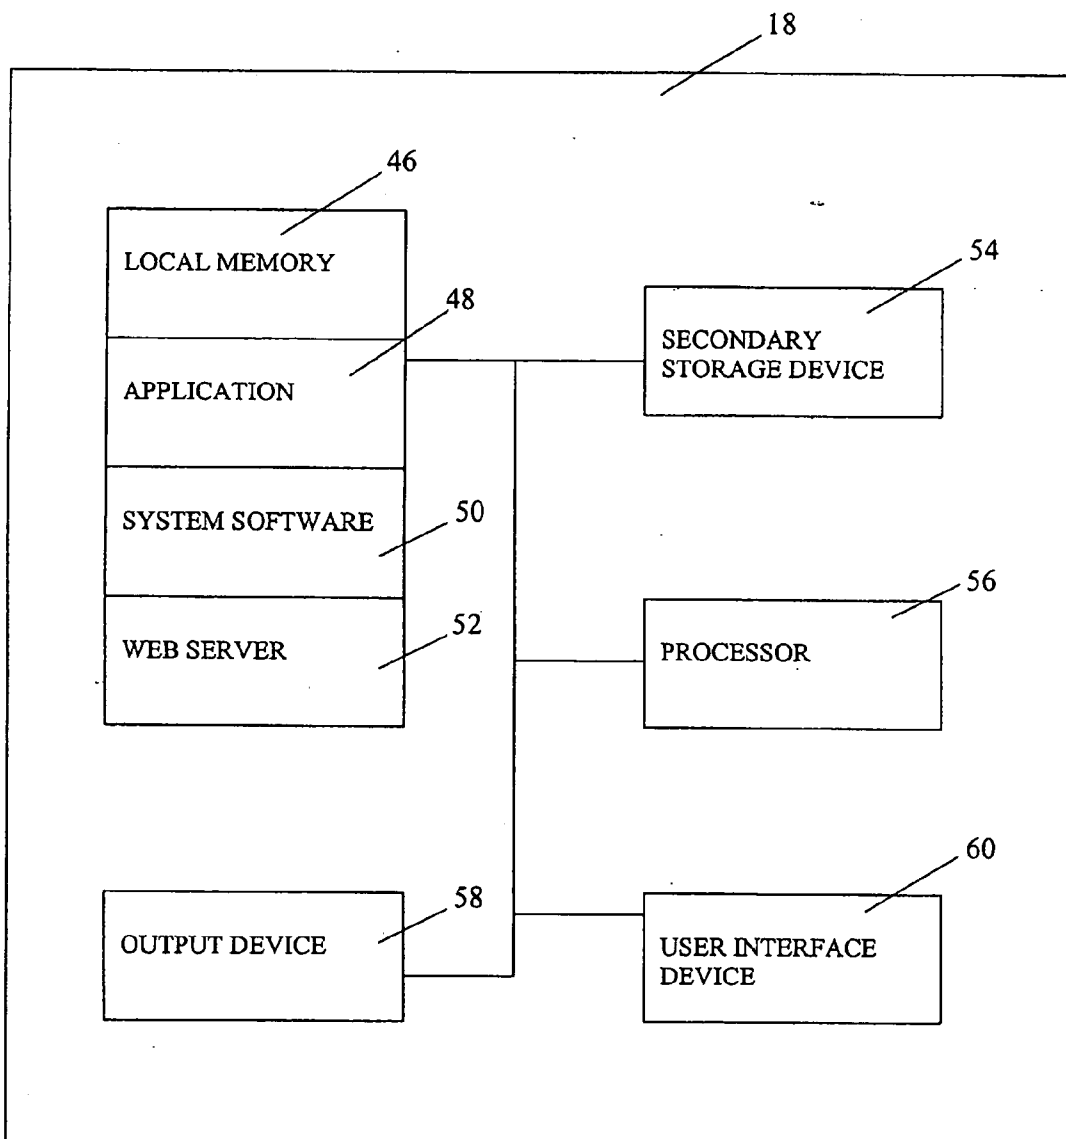 18
46
LOCAL MEMORY
54
SECONDARY
STORAGE DEVICE
48
APPLICATION
SYSTEM SOFTWARE
50
56
WEB SERVER
52
PROCESSOR
60
58
OUTPUT DEVICE
USER INTERFACE
DEVICE